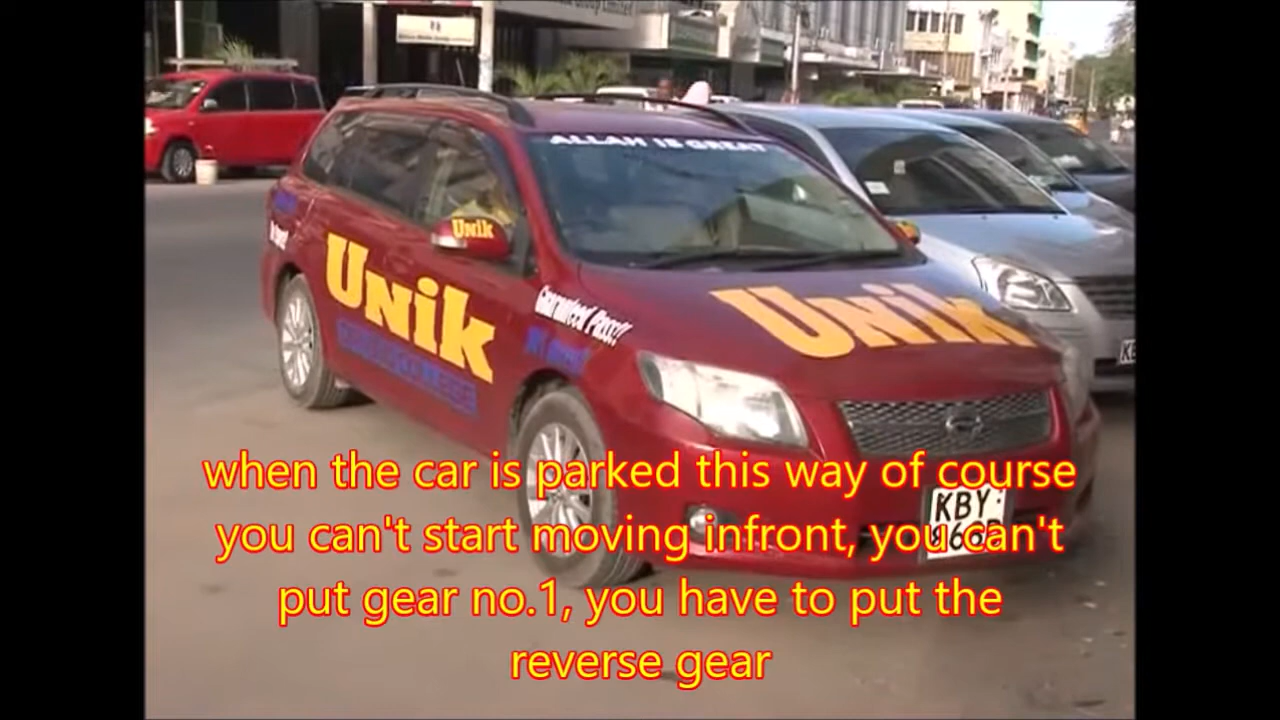 ALLAH IS GREAT
Unik
Unik
Guaranteed Pass!!
Unik
KBY
when the car is parked this way of course
you can't start moving infront, you can't
put gear no.1, you have to put the
reverse gear